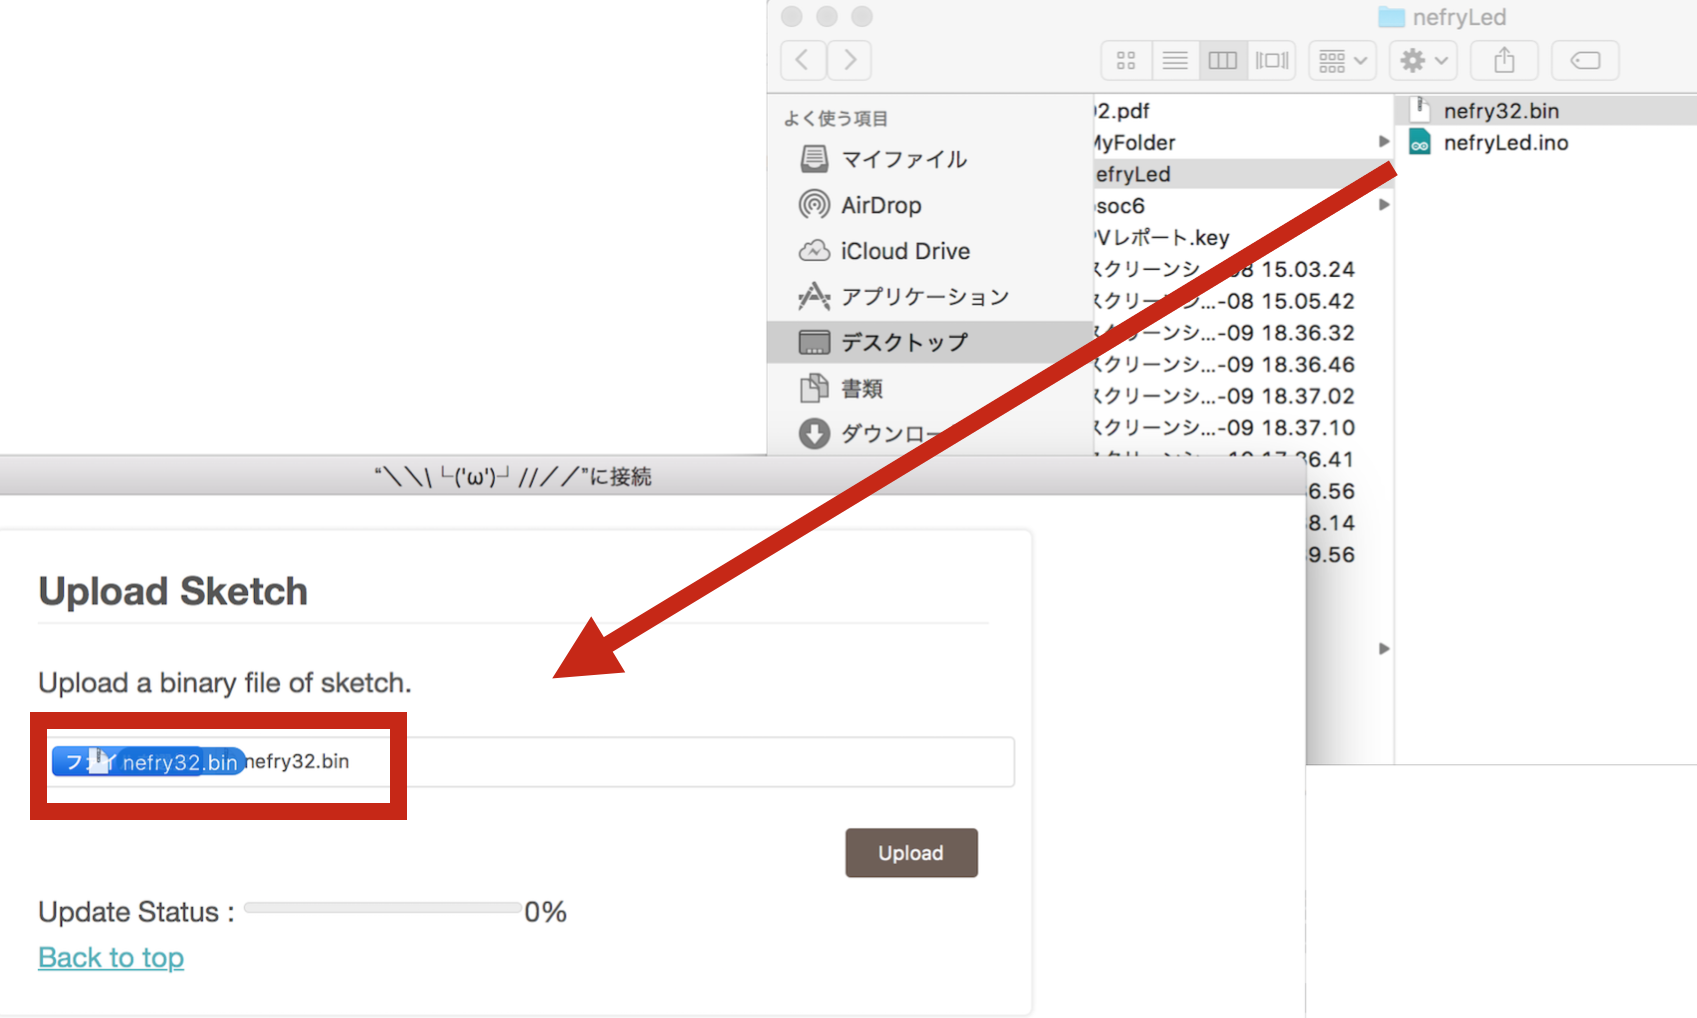 nefryLed
よく使う項目
マイファイル
AirDrop
iCloud Drive
アプリケーション
デスクトップ
書類
ダウンロー
2.pdf
MyFolder
efryLed
soc6
Vレポート.key
スクリーンシ...-08 15.03.24
スクリーンシ...-08 15.05.42
スクリーンシ...-09 18.36.32
スクリーンシ...-09 18.36.46
スクリーンシ...-09 18.37.02
スクリーンシ...-09 18.37.10
6.41
6.56
8.14
9.56
nefry32.bin
nefryLed.ino
“＼＼\└('ω')┘//／／”に接続
Upload Sketch
Upload a binary file of sketch.
ファイ nefry32.bin nefry32.bin
Upload
Update Status : 0%
Back to top